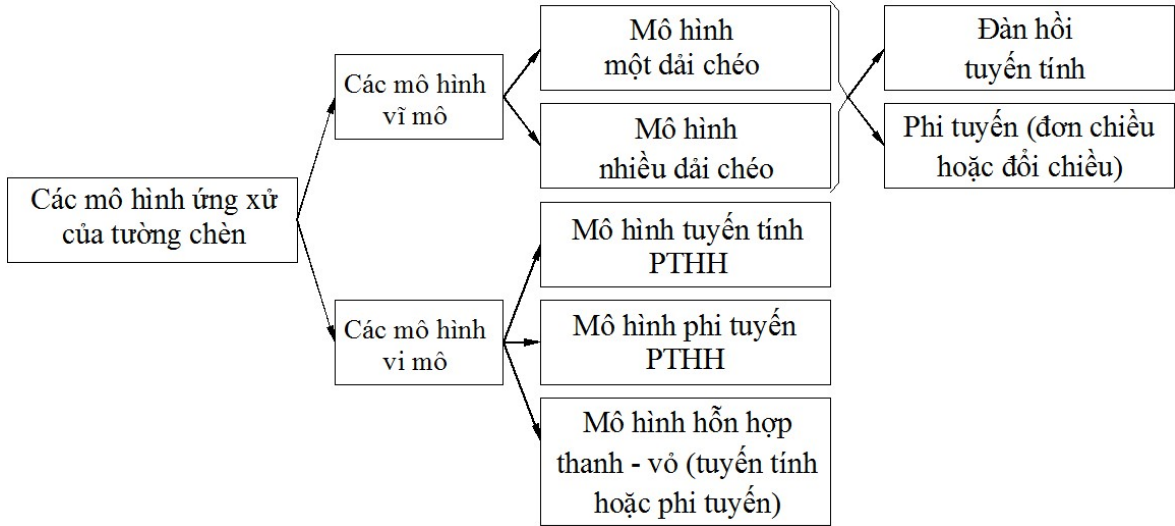 Các mô hình ứng xử
của tường chèn
Các mô hình
vĩ mô
Mô hình
một dải chéo
Mô hình
nhiều dải chéo
Đàn hồi
tuyến tính
Phi tuyến (đơn chiều
hoặc đổi chiều)
Các mô hình
vi mô
Mô hình tuyến tính
PTHH
Mô hình phi tuyến
PTHH
Mô hình hỗn hợp
thanh - vỏ (tuyến tính
hoặc phi tuyến)